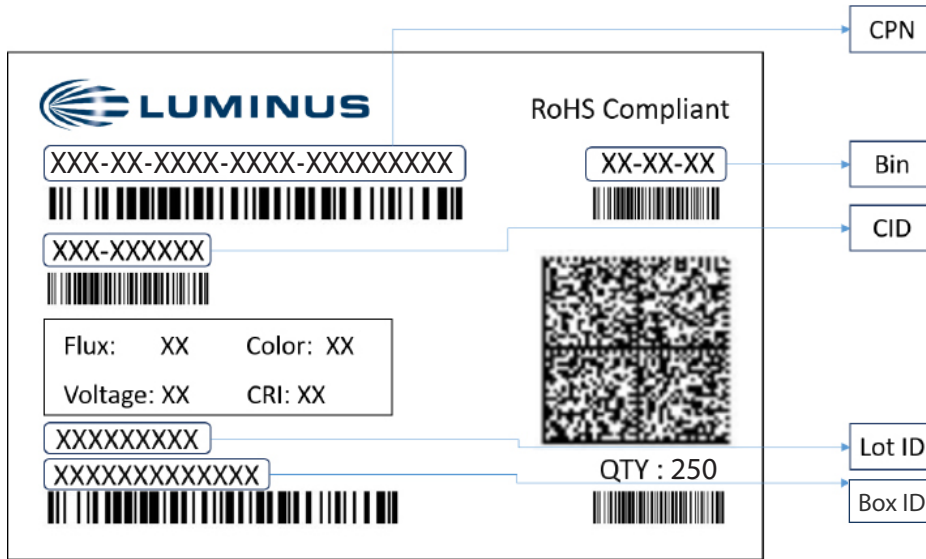 CPN
LUMINUS
RoHS Compliant
XXX-XX-XXXX-XXXX-XXXXXXXXX
XX-XX-XX
Bin
CID
XXX-XXXXXX
Flux: XX Color: XX
Voltage: XX CRI: XX
XXXXXXXXX
Lot ID
XXXXXXXXXXXXX
QTY : 250
Box ID